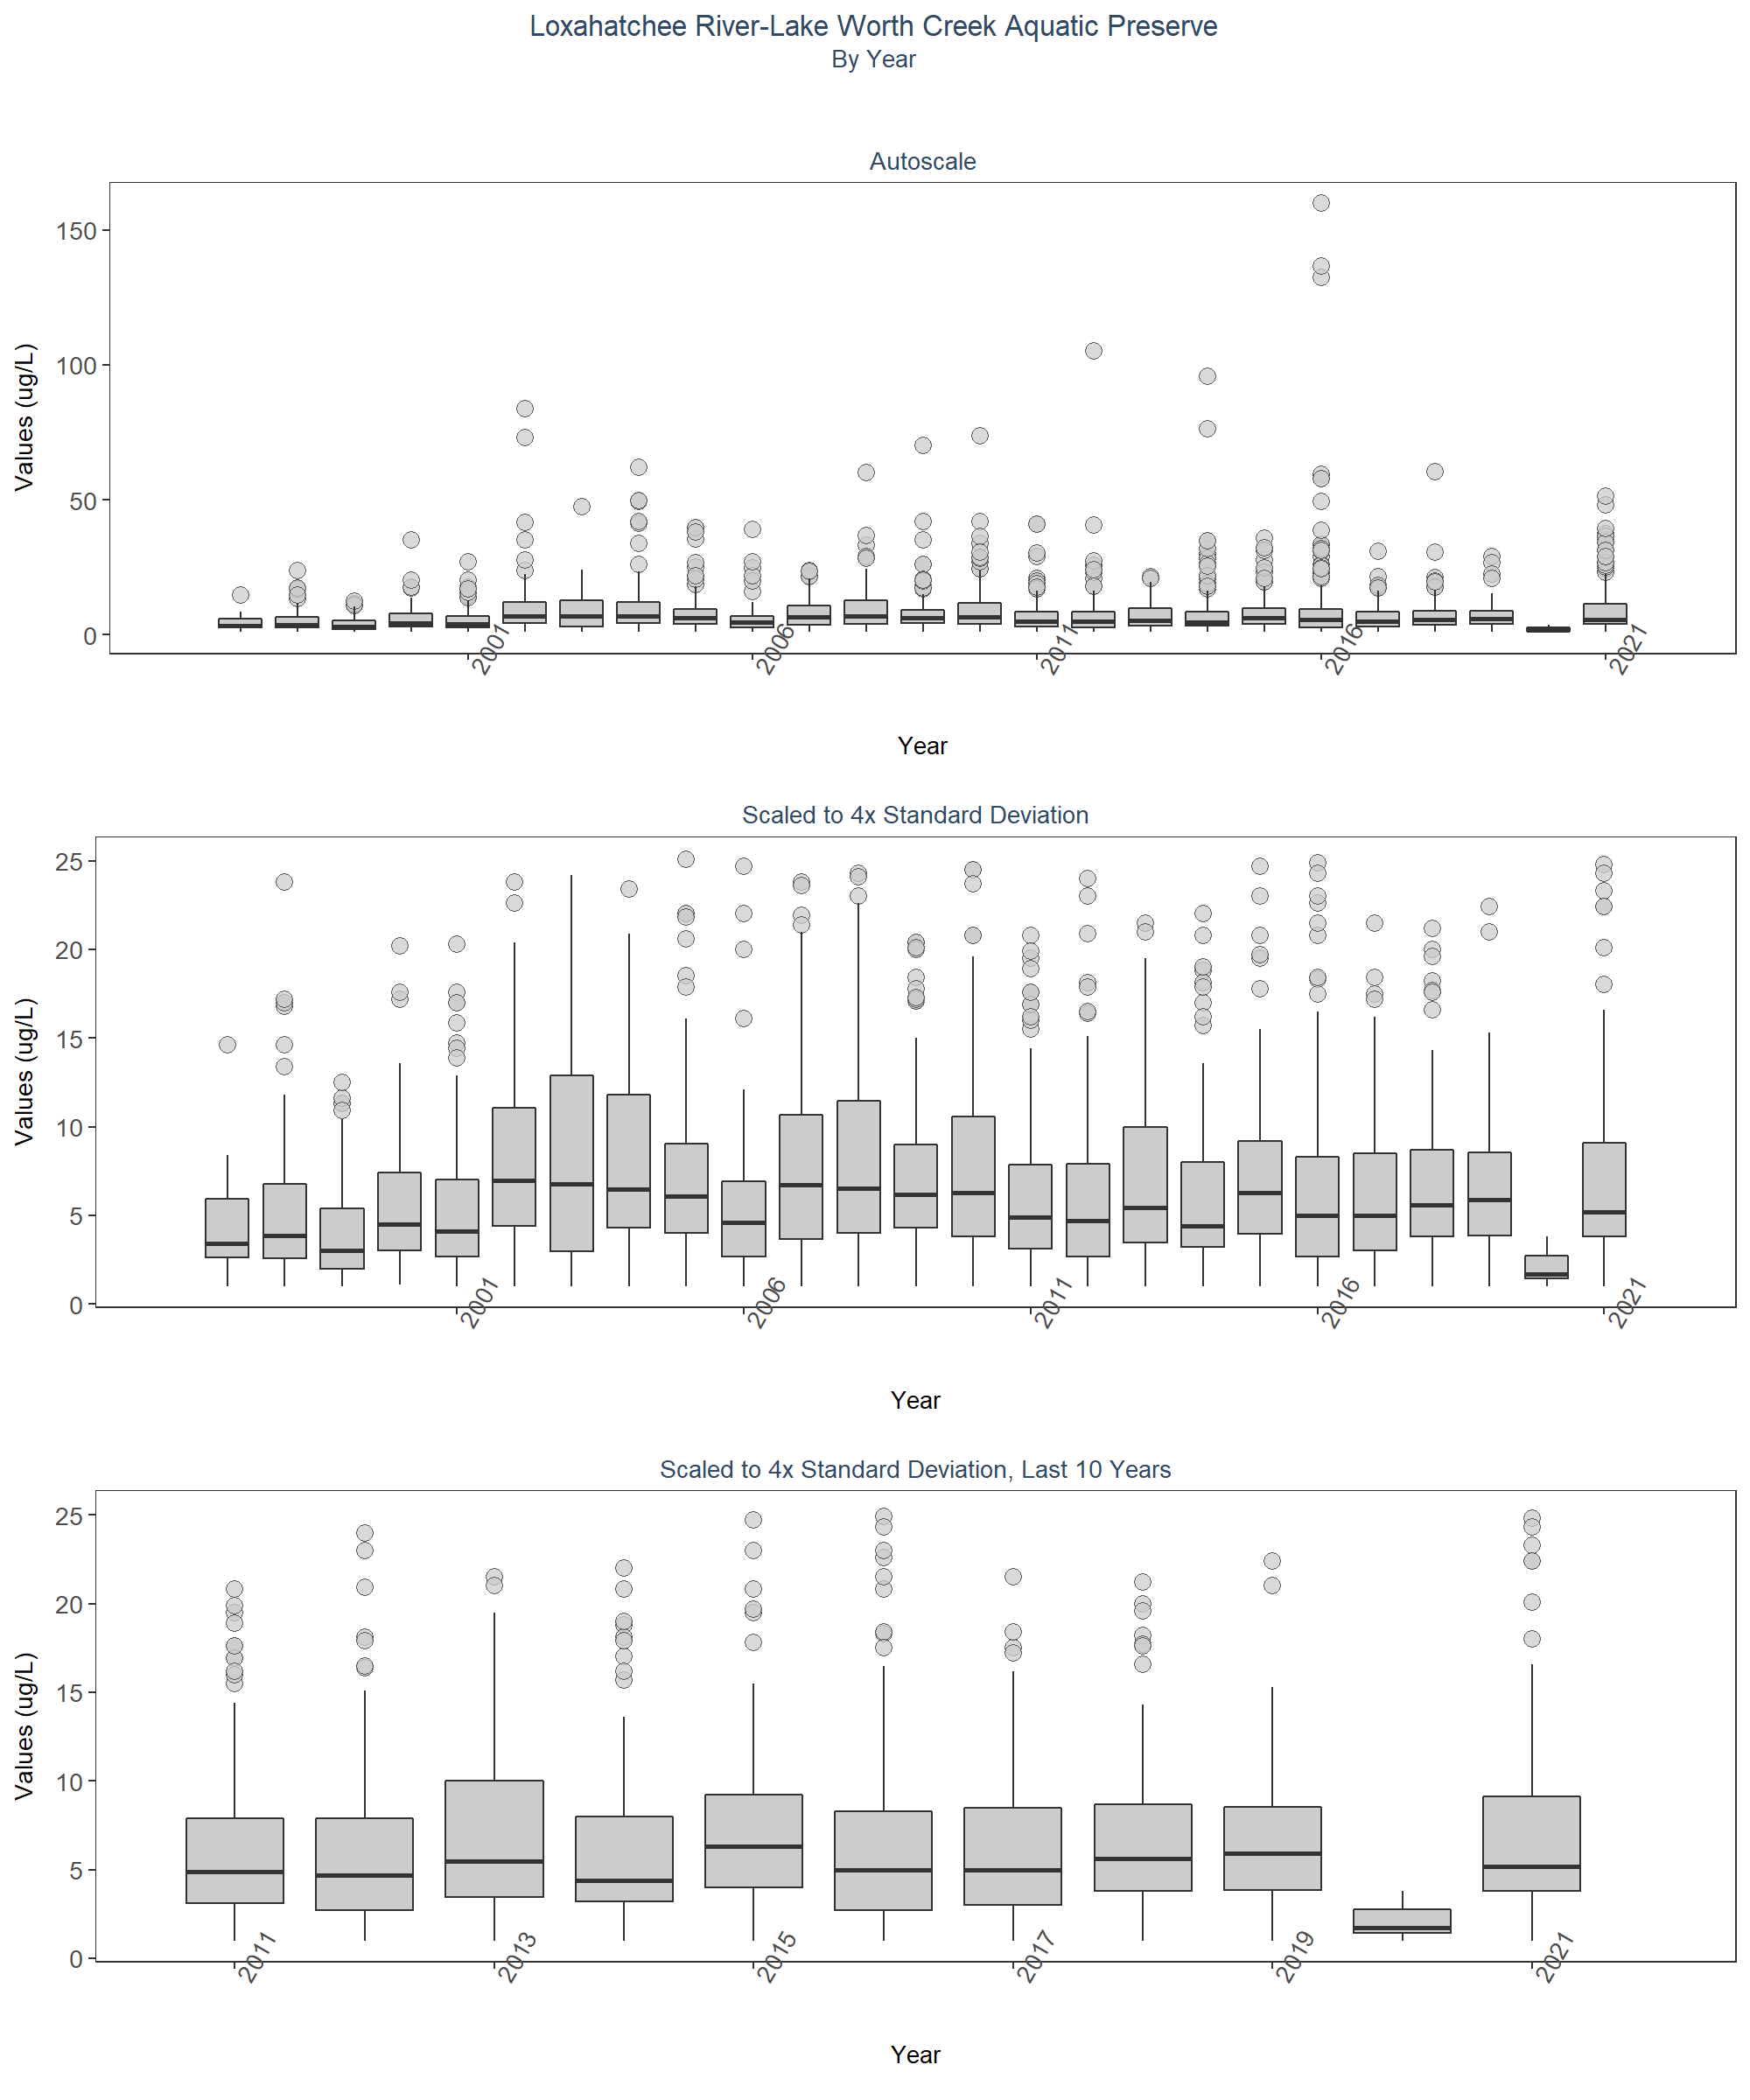 Loxahatchee River-Lake Worth Creek Aquatic Preserve
By Year
Autoscale
Values (ug/L)
150
100
50
0
2001
2006
2011
2016
2021
Year
Scaled to 4x Standard Deviation
Values (ug/L)
25
20
15
10
5
0
2001
2006
2011
2016
2021
Year
Scaled to 4x Standard Deviation, Last 10 Years
Values (ug/L)
25
20
15
10
5
0
2011
2013
2015
2017
2019
2021
Year